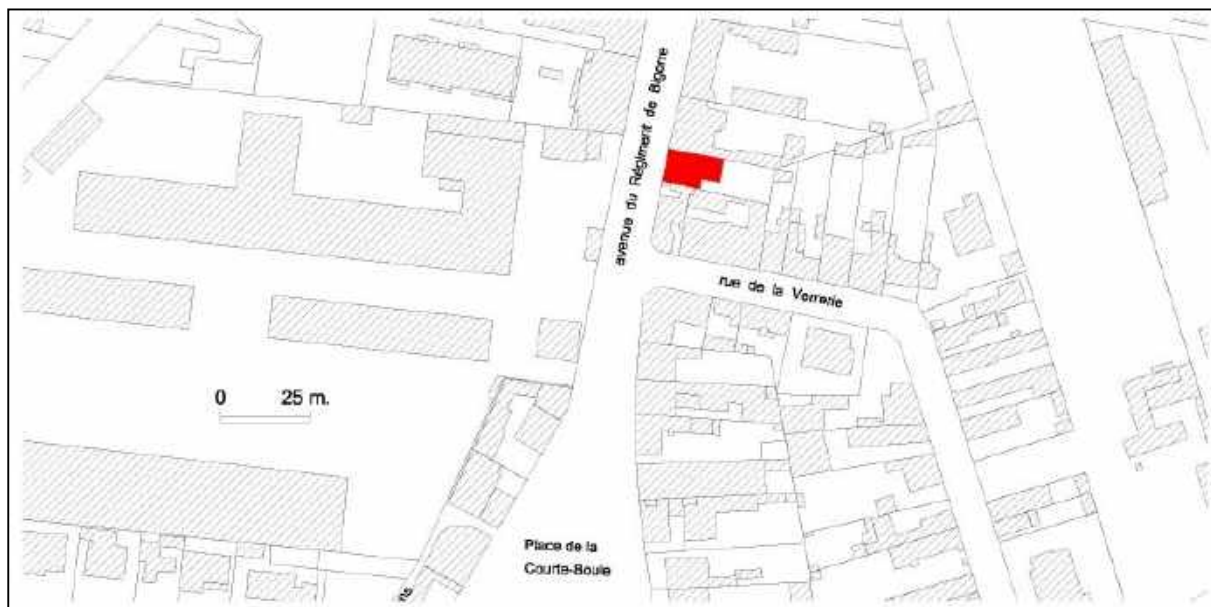 avenue du Régiment de Bigorre
rue de la Verrerie
0 25 m.
Place de la
Courte-Boule